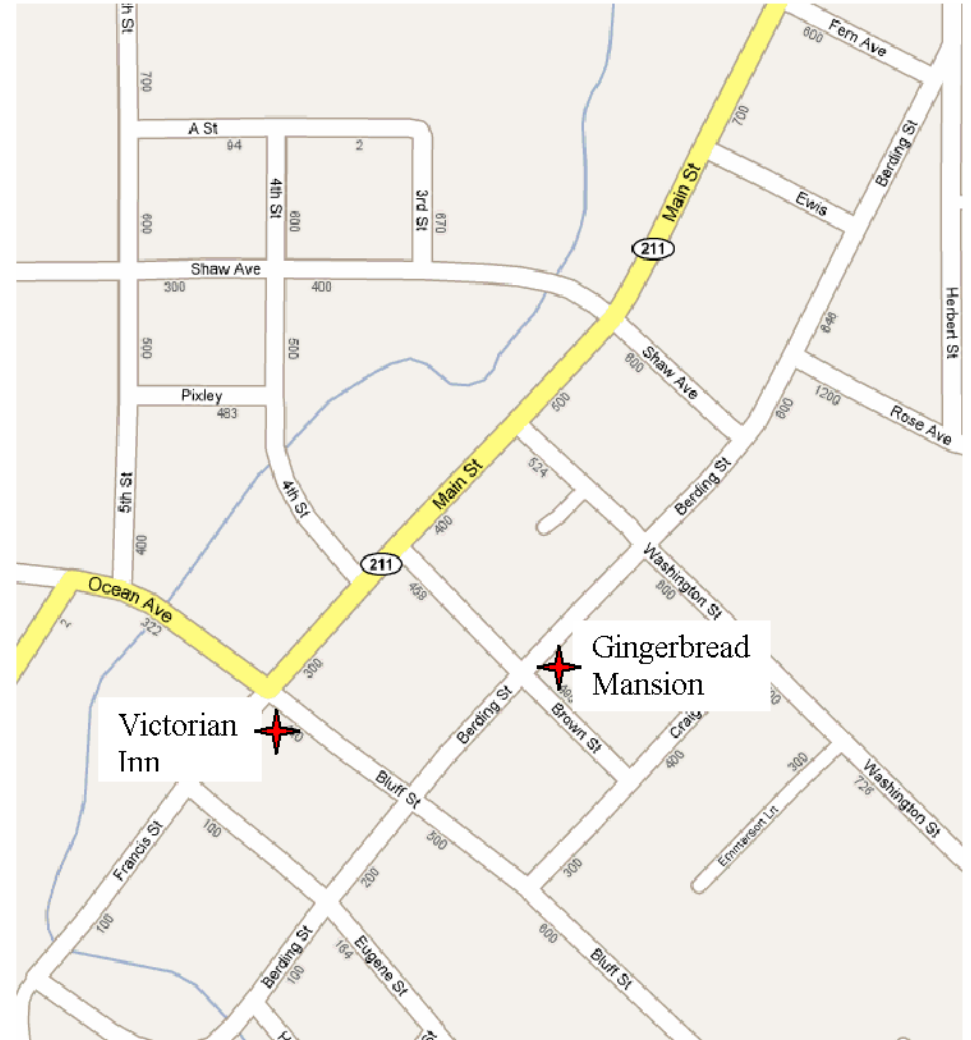 h St
Fern Ave
600
700
A St
94
2
4th St
3rd St
670
600
600
700
Main St
Berding St
Ewis
211
Shaw Ave
300
400
Herbert St
500
500
646
Shaw Ave
600
Pixley
483
500
600
1200
Rose Ave
5th St
4th St
Main St
524
Berding St
400
400
211
Washington St
600
Ocean Ave
322
2
468
300
Gingerbread
Mansion
Victorian
Inn
Berding St
Brown St
Craig
400
300
Washington St
726
Bluff St
500
300
Emmerson Ln
Francis St
100
200
100
Berding St
100
164
Eugene St
600
Bluff St